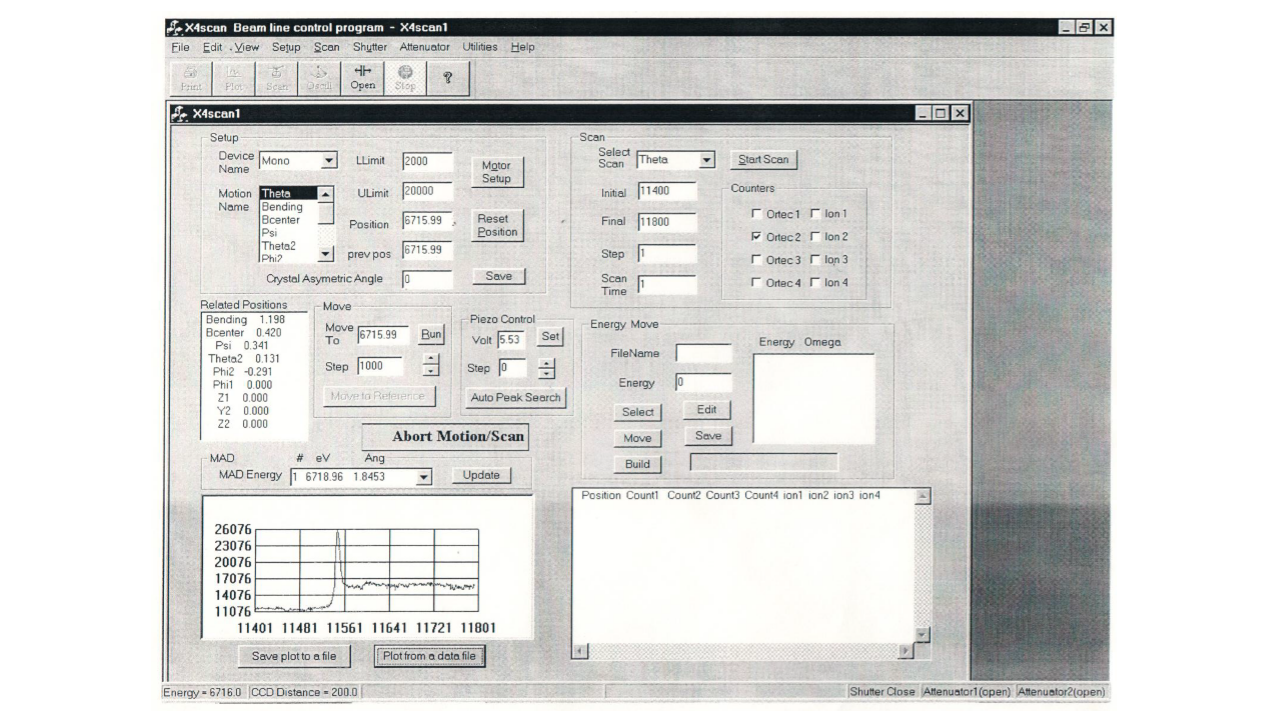 X4scan Beam line control program - X4scan1
File Edit View Setup Scan Shutter Attenuator Utilities Help
Print Plot Scan Oscill Open Stop ?
X4scan1
Setup
Device Name Mono
LLimit 2000
Motor Setup
Motion Name
Theta
Bending
Bcenter
Psi
Theta2
Phi2
ULimit 20000
Position 6715.99
Reset Position
prev pos 6715.99
Crystal Asymetric Angle 0
Save
Scan
Select Scan Theta
Start Scan
Initial 11400
Final 11800
Step 1
Scan Time 1
Counters
Ortec 1 Ion 1
Ortec 2 Ion 2
Ortec 3 Ion 3
Ortec 4 Ion 4
Related Positions
Bending 1.198
Bcenter 0.420
Psi 0.341
Theta2 0.131
Phi2 -0.291
Phi1 0.000
Z1 0.000
Y2 0.000
Z2 0.000
Move
Move To 6715.99 Run
Step 1000
Move to Reference
Piezo Control
Volt 5.53 Set
Step 0
Auto Peak Search
Abort Motion/Scan
Energy Move
FileName
Energy 0
Select Edit
Move Save
Build
Energy Omega
MAD # eV Ang
MAD Energy 1 6718.96 1.8453 Update
26076
23076
20076
17076
14076
11076
11401 11481 11561 11641 11721 11801
Save plot to a file
Plot from a data file
Position Count1 Count2 Count3 Count4 ion1 ion2 ion3 ion4
Energy = 6716.0 CCD Distance = 200.0
Shutter Close Attenuator1(open) Attenuator2(open)